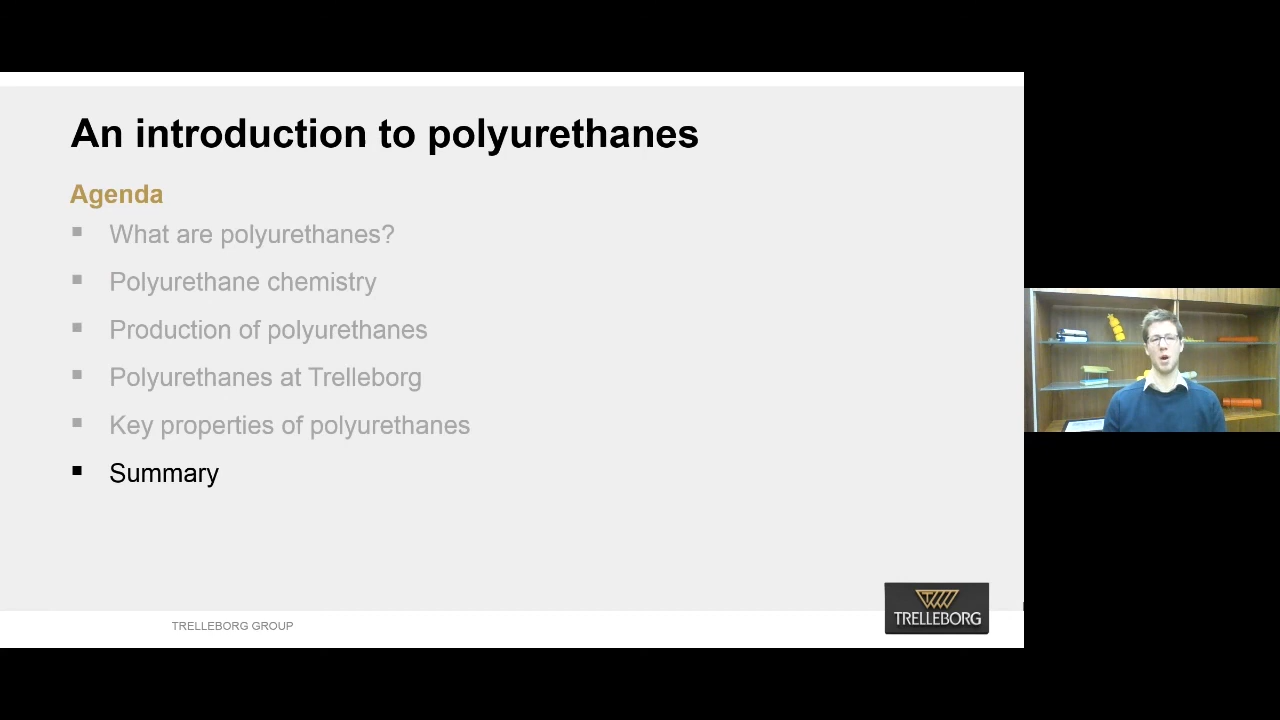 An introduction to polyurethanes
Agenda
▪ What are polyurethanes?
▪ Polyurethane chemistry
▪ Production of polyurethanes
▪ Polyurethanes at Trelleborg
▪ Key properties of polyurethanes
▪ Summary
TRELLEBORG
TRELLEBORG GROUP